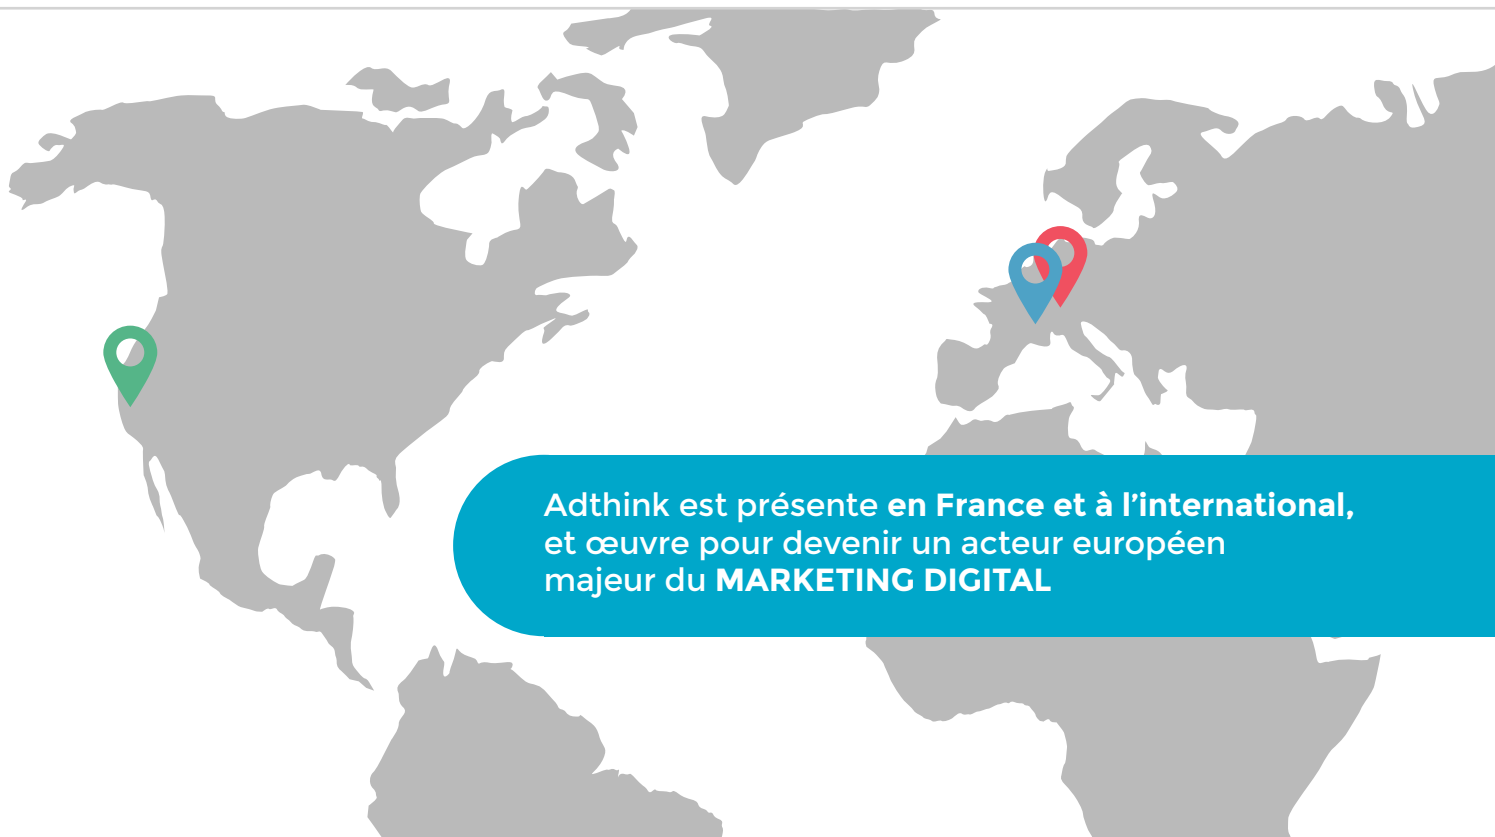 Adthink est présente en France et à l’international,
et œuvre pour devenir un acteur européen
majeur du MARKETING DIGITAL